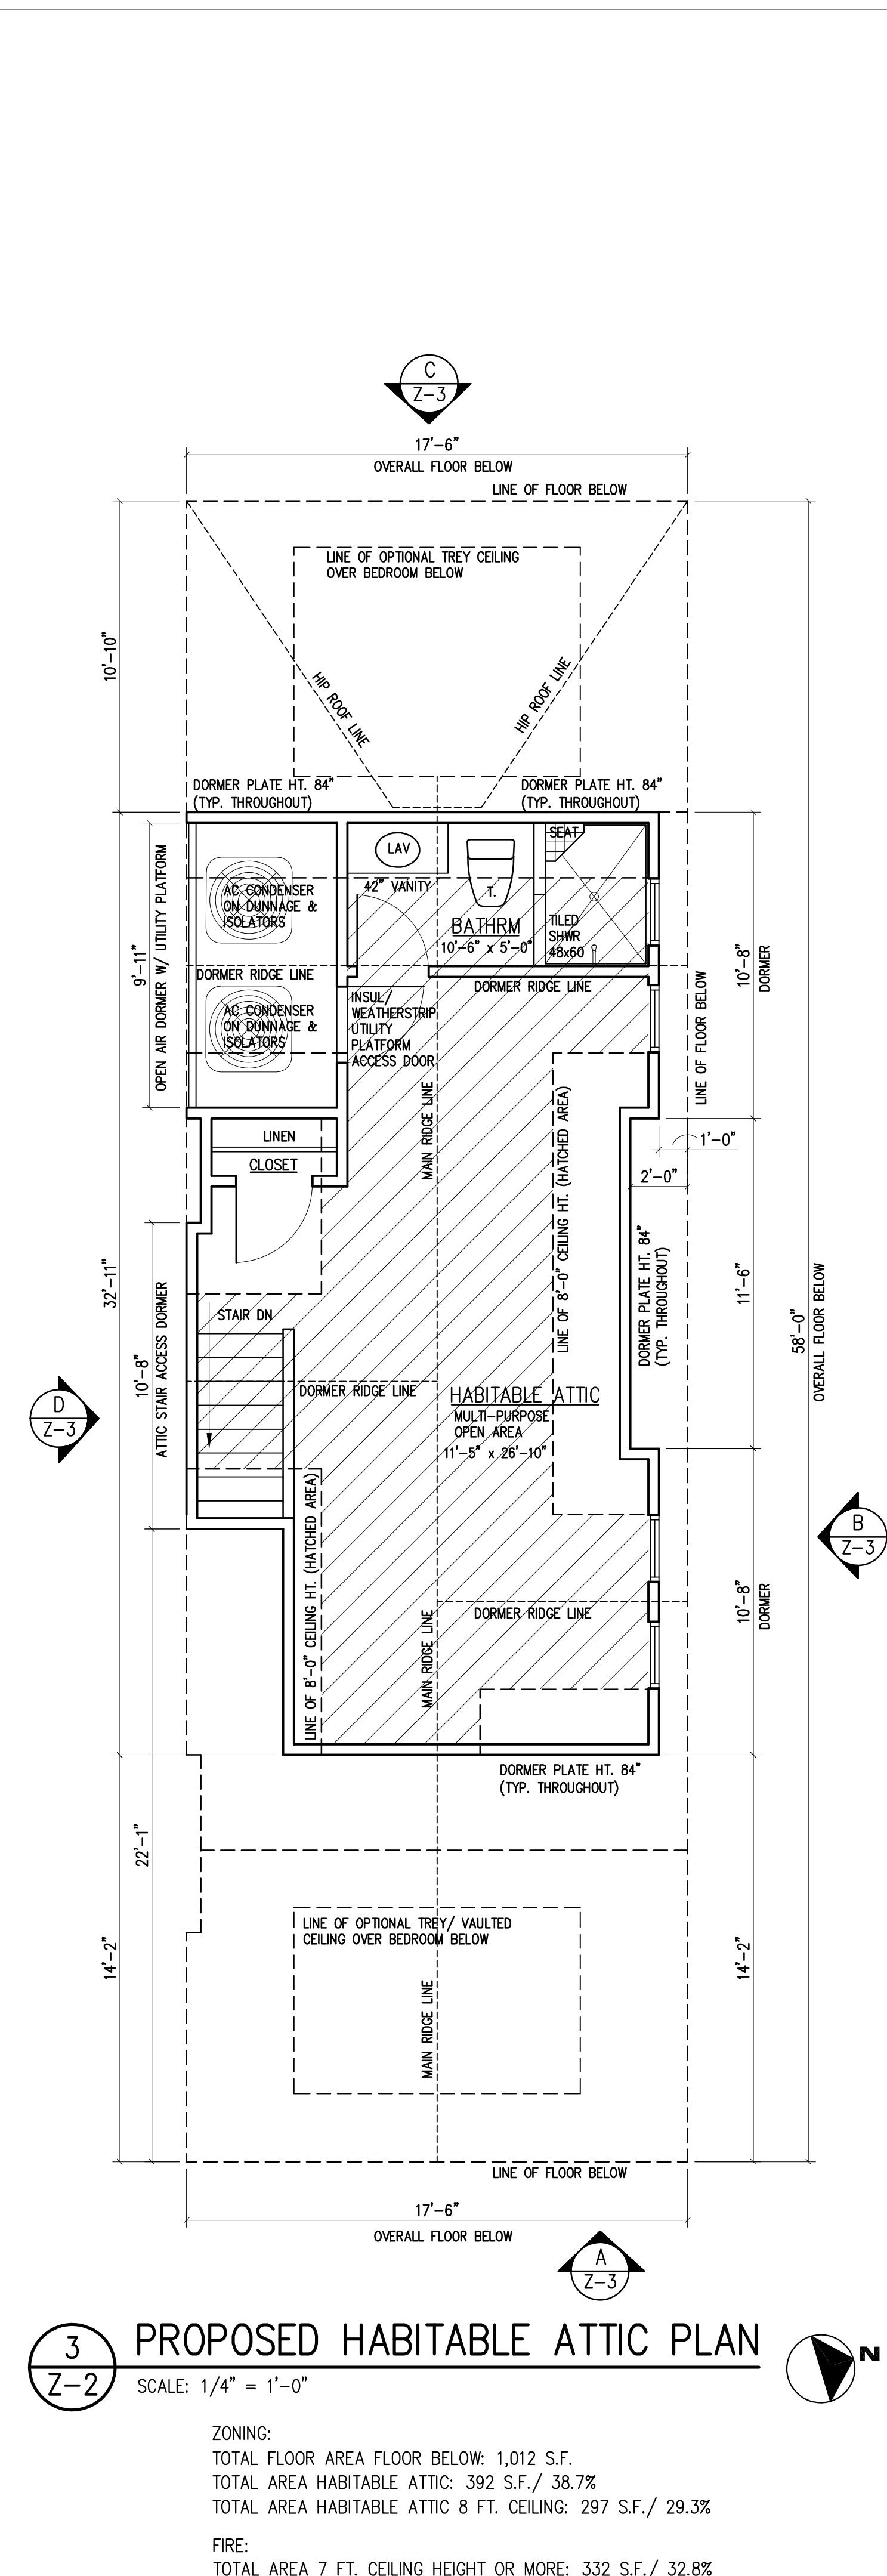 C
Z-3
17'-6"
OVERALL FLOOR BELOW
LINE OF FLOOR BELOW
LINE OF OPTIONAL TREY CEILING
OVER BEDROOM BELOW
10'-10"
HIP ROOF LINE
HIP ROOF LINE
DORMER PLATE HT. 84"
(TYP. THROUGHOUT)
DORMER PLATE HT. 84"
(TYP. THROUGHOUT)
SEAT
LAV
42" VANITY
T.
AC CONDENSER
ON DUNNAGE &
ISOLATORS
BATHRM
10'-6" x 5'-0"
TILED
SHWR
48x60
9'-11"
OPEN AIR DORMER W/ UTILITY PLATFORM
10'-8"
DORMER
DORMER RIDGE LINE
DORMER RIDGE LINE
AC CONDENSER
ON DUNNAGE &
ISOLATORS
INSUL/
WEATHERSTRIP
UTILITY
PLATFORM
ACCESS DOOR
LINE OF FLOOR BELOW
MAIN RIDGE LINE
LINE OF 8'-0" CEILING HT. (HATCHED AREA)
LINEN
CLOSET
1'-0"
2'-0"
DORMER PLATE HT. 84"
(TYP. THROUGHOUT)
11'-6"
32'-11"
STAIR DN
58'-0"
OVERALL FLOOR BELOW
10'-8"
ATTIC STAIR ACCESS DORMER
D
Z-3
DORMER RIDGE LINE
HABITABLE ATTIC
MULTI-PURPOSE
OPEN AREA
11'-5" x 26'-10"
LINE OF 8'-0" CEILING HT. (HATCHED AREA)
B
Z-3
10'-8"
DORMER
DORMER RIDGE LINE
MAIN RIDGE LINE
DORMER PLATE HT. 84"
(TYP. THROUGHOUT)
22'-1"
14'-2"
14'-2"
LINE OF OPTIONAL TREY/ VAULTED
CEILING OVER BEDROOM BELOW
MAIN RIDGE LINE
LINE OF FLOOR BELOW
17'-6"
OVERALL FLOOR BELOW
A
Z-3
3
Z-2
PROPOSED HABITABLE ATTIC PLAN
N
SCALE: 1/4" = 1'-0"
ZONING:
TOTAL FLOOR AREA FLOOR BELOW: 1,012 S.F.
TOTAL AREA HABITABLE ATTIC: 392 S.F./ 38.7%
TOTAL AREA HABITABLE ATTIC 8 FT. CEILING: 297 S.F./ 29.3%
FIRE:
TOTAL AREA 7 FT. CEILING HEIGHT OR MORE: 332 S.F./ 32.8%